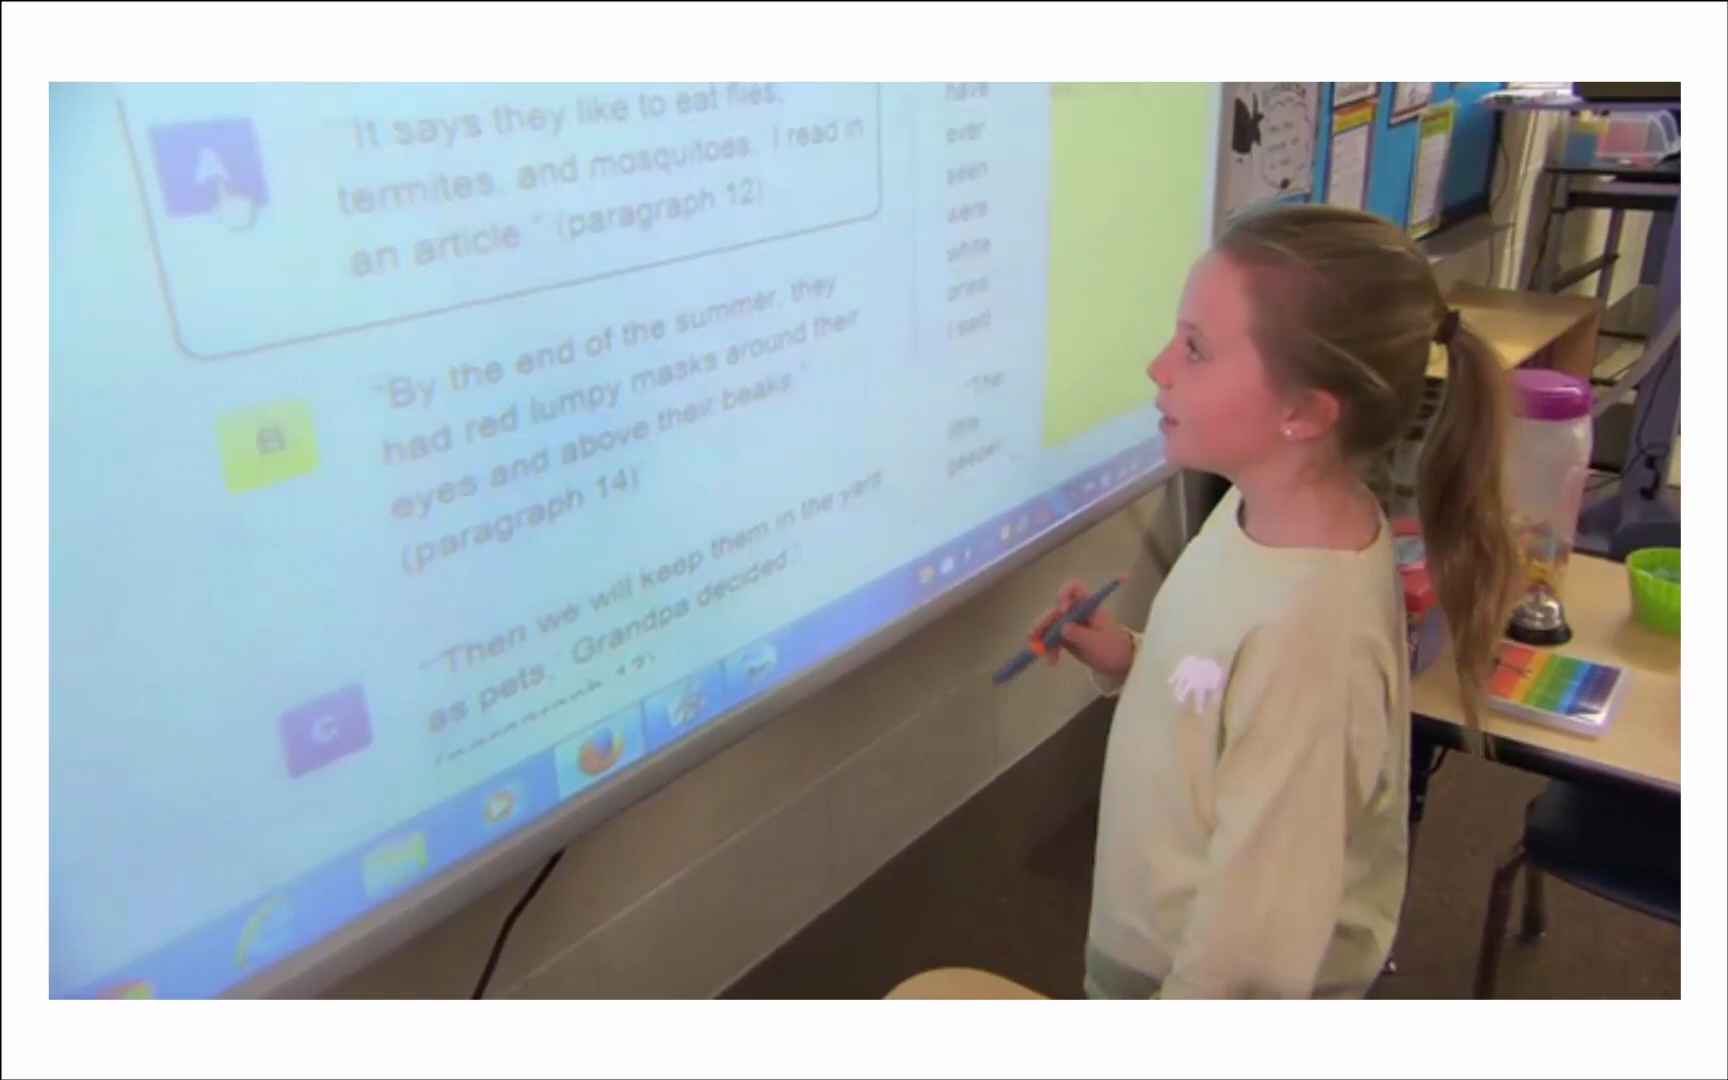 A
"It says they like to eat flies,
termites, and mosquitoes. I read in
an article." (paragraph 12)
B
"By the end of the summer, they
had red lumpy masks around their
eyes and above their beaks."
(paragraph 14)
C
"Then we will keep them in the yard
as pets, Grandpa decided."
have
ever
seen
were
white
ones
I said
"The
little